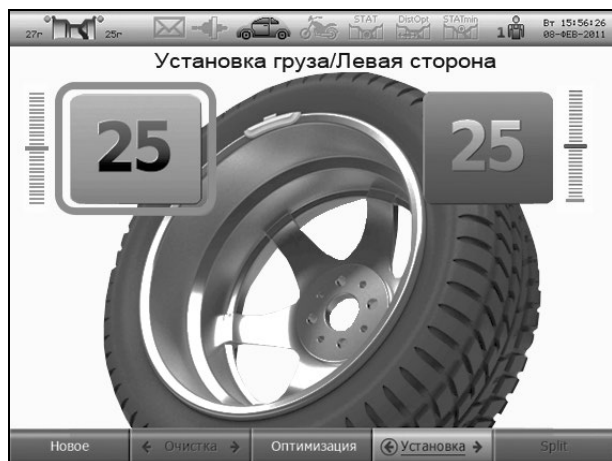 27г 25г STAT DistOpt STATmin 1 Вт 15:56:26
08-ФЕВ-2011
Установка груза/Левая сторона
25 25
Новое Очистка Оптимизация Установка Split